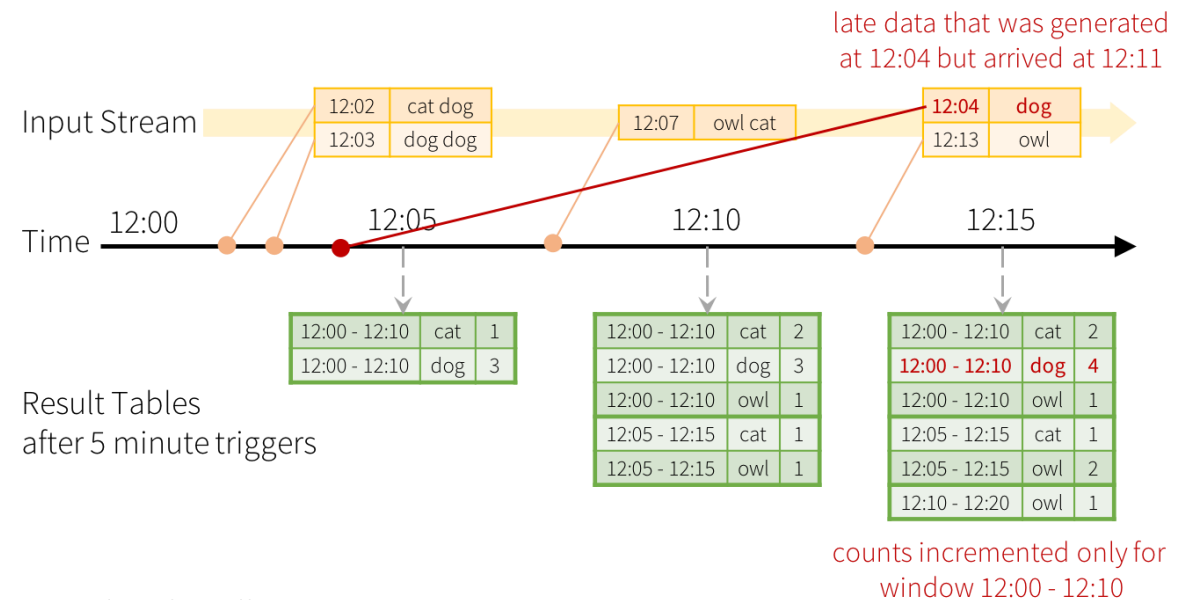 late data that was generated
at 12:04 but arrived at 12:11
Input Stream
12:02 cat dog
12:03 dog dog
12:07 owl cat
12:04 dog
12:13 owl
Time
12:00
12:05
12:10
12:15
Result Tables
after 5 minute triggers
12:00 - 12:10 cat 1
12:00 - 12:10 dog 3
12:00 - 12:10 cat 2
12:00 - 12:10 dog 3
12:00 - 12:10 owl 1
12:05 - 12:15 cat 1
12:05 - 12:15 owl 1
12:00 - 12:10 cat 2
12:00 - 12:10 dog 4
12:00 - 12:10 owl 1
12:05 - 12:15 cat 1
12:05 - 12:15 owl 2
12:10 - 12:20 owl 1
counts incremented only for
window 12:00 - 12:10